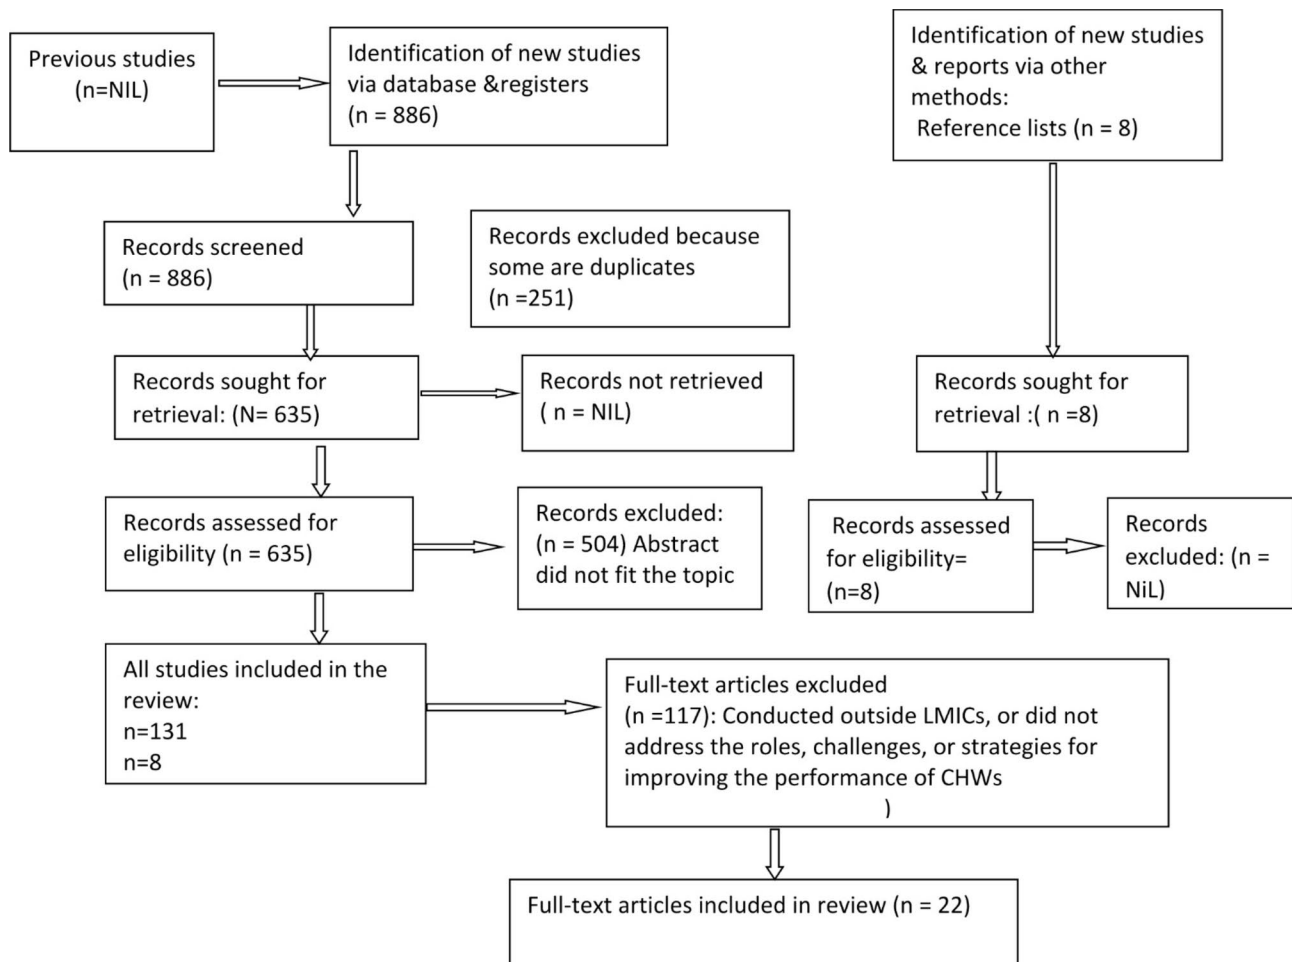 Previous studies
(n=NIL)
Identification of new studies
via database &registers
(n = 886)
Identification of new studies
& reports via other
methods:
Reference lists (n = 8)
Records screened
(n = 886)
Records excluded because
some are duplicates
(n =251)
Records sought for
retrieval: (N= 635)
Records not retrieved
( n = NIL)
Records sought for
retrieval :( n =8)
Records assessed for
eligibility (n = 635)
Records excluded:
(n = 504) Abstract
did not fit the topic
Records assessed
for eligibility=
(n=8)
Records
excluded: (n =
NiL)
All studies included in the
review:
n=131
n=8
Full-text articles excluded
(n =117): Conducted outside LMICs, or did not
address the roles, challenges, or strategies for
improving the performance of CHWs
)
Full-text articles included in review (n = 22)